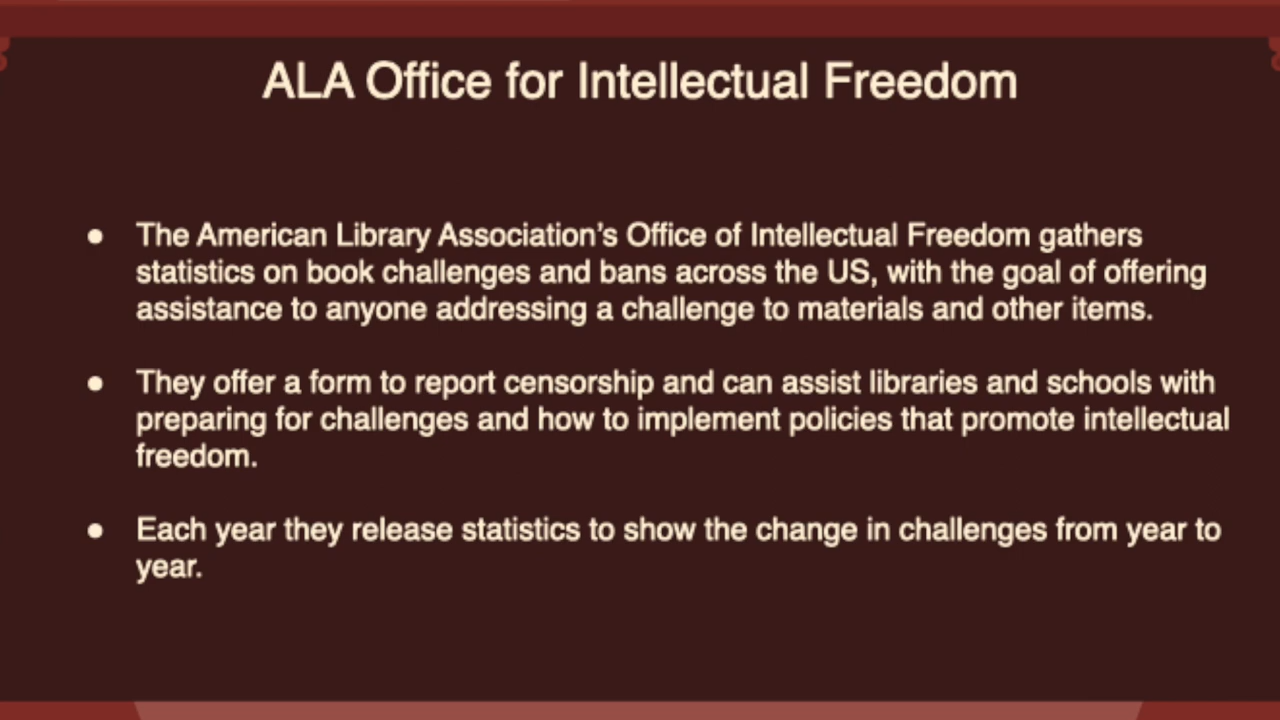 ALA Office for Intellectual Freedom
● The American Library Association’s Office of Intellectual Freedom gathers
statistics on book challenges and bans across the US, with the goal of offering
assistance to anyone addressing a challenge to materials and other items.
● They offer a form to report censorship and can assist libraries and schools with
preparing for challenges and how to implement policies that promote intellectual
freedom.
● Each year they release statistics to show the change in challenges from year to
year.